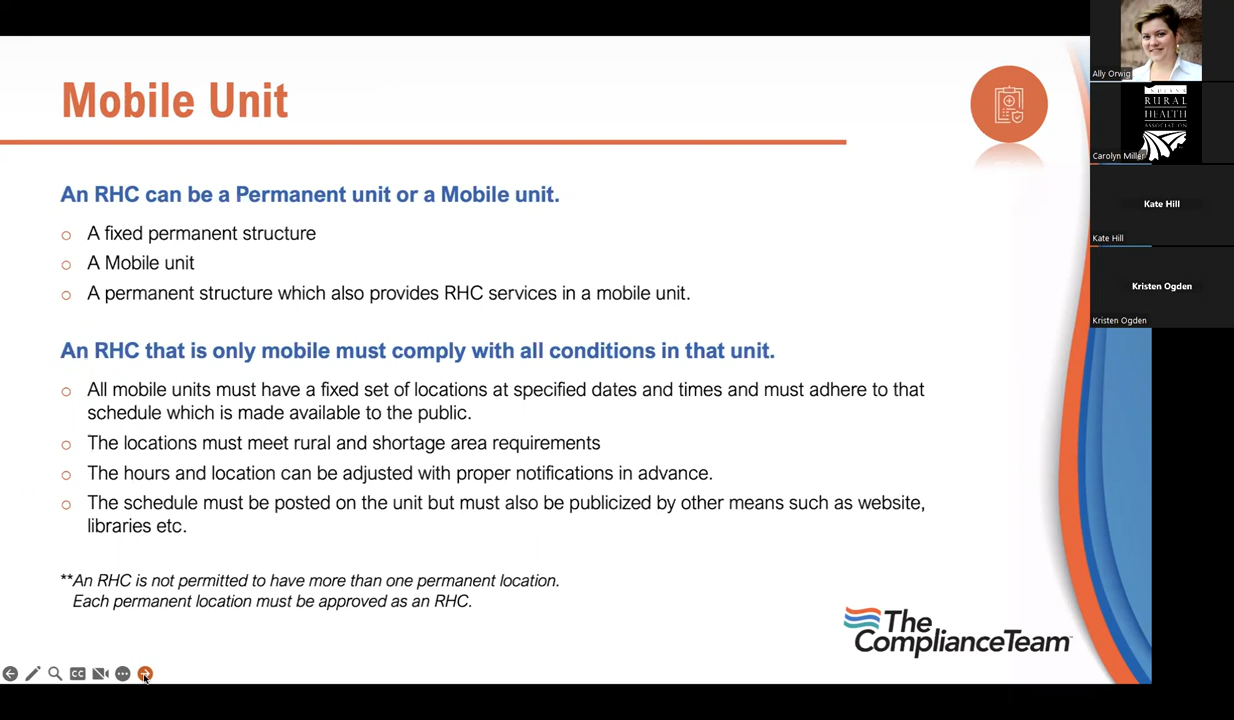 Mobile Unit
An RHC can be a Permanent unit or a Mobile unit.
A fixed permanent structure
A Mobile unit
A permanent structure which also provides RHC services in a mobile unit.
An RHC that is only mobile must comply with all conditions in that unit.
All mobile units must have a fixed set of locations at specified dates and times and must adhere to that
schedule which is made available to the public.
The locations must meet rural and shortage area requirements
The hours and location can be adjusted with proper notifications in advance.
The schedule must be posted on the unit but must also be publicized by other means such as website,
libraries etc.
**An RHC is not permitted to have more than one permanent location.
Each permanent location must be approved as an RHC.
The
ComplianceTeam
CC
Ally Orwig
RURAL
HEALTH
ASSOCIATION
Carolyn Miller
Kate Hill
Kate Hill
Kristen Ogden
Kristen Ogden